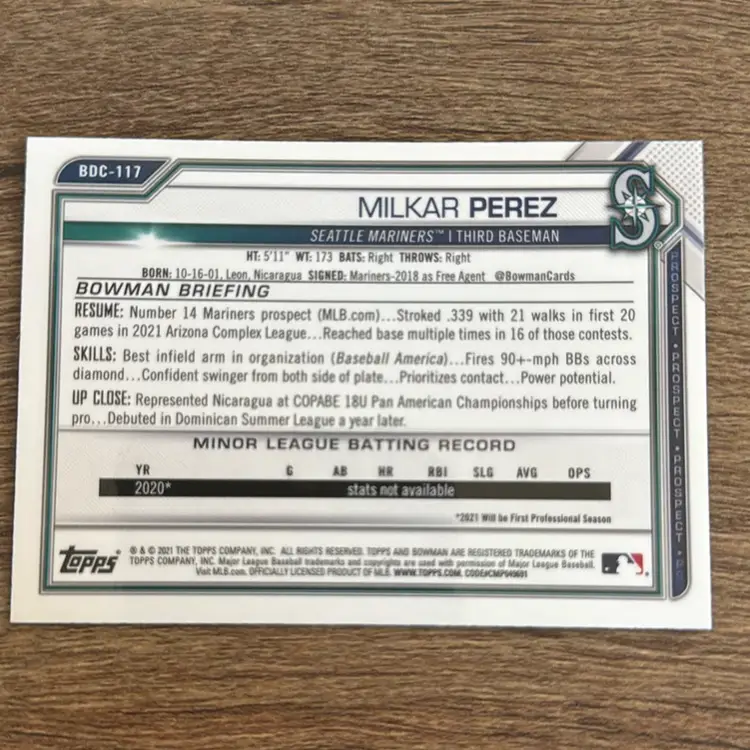 BDC-117
MILKAR PEREZ
SEATTLE MARINERS™ | THIRD BASEMAN
HT: 5'11" WT: 173 BATS: Right THROWS: Right
BORN: 10-16-01, Leon, Nicaragua SIGNED: Mariners-2018 as Free Agent @BowmanCards
BOWMAN BRIEFING
RESUME: Number 14 Mariners prospect (MLB.com)...Stroked .339 with 21 walks in first 20
games in 2021 Arizona Complex League...Reached base multiple times in 16 of those contests.
SKILLS: Best infield arm in organization (Baseball America)...Fires 90+-mph BBs across
diamond...Confident swinger from both side of plate...Prioritizes contact...Power potential.
UP CLOSE: Represented Nicaragua at COPABE 18U Pan American Championships before turning
pro...Debuted in Dominican Summer League a year later.
MINOR LEAGUE BATTING RECORD
YR G AB HR RBI SLG AVG OPS
2020* stats not available
*2021 Will be First Professional Season
Topps
® & © 2021 THE TOPPS COMPANY, INC. ALL RIGHTS RESERVED. TOPPS AND BOWMAN ARE REGISTERED TRADEMARKS OF THE
TOPPS COMPANY, INC. Major League Baseball trademarks and copyrights are used with permission of Major League Baseball.
Visit MLB.com. OFFICIALLY LICENSED PRODUCT OF MLB. WWW.TOPPS.COM. CODE#CMP049691
S
®
PROSPECT • PROSPECT • PROSPECT • PR